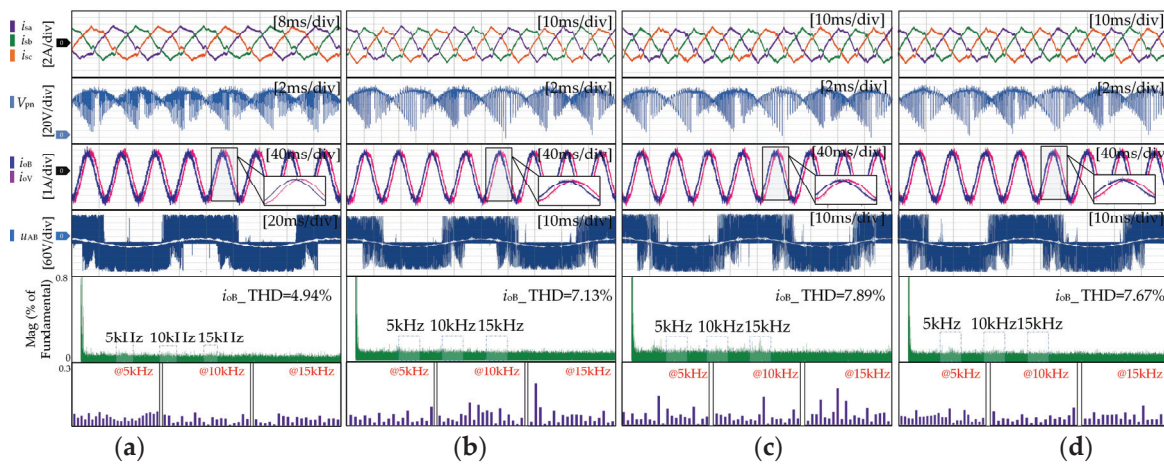 isa
isb
isc
[2A/div]
0
[8ms/div]
[10ms/div]
[10ms/div]
[10ms/div]
Vpn
[20V/div]
0
[2ms/div]
[2ms/div]
[2ms/div]
[2ms/div]
ioB
ioV
[1A/div]
0
[40ms/div]
[40ms/div]
[40ms/div]
[40ms/div]
uAB
[60V/div]
0
[20ms/div]
[10ms/div]
[10ms/div]
[10ms/div]
Mag (% of
Fundamental)
0.8
0
0.3
ioB_THD=4.94%
5kHz 10kHz 15kHz
@5kHz @10kHz @15kHz
ioB_THD=7.13%
5kHz 10kHz 15kHz
@5kHz @10kHz @15kHz
ioB_THD=7.89%
5kHz 10kHz 15kHz
@5kHz @10kHz @15kHz
ioB_THD=7.67%
5kHz 10kHz 15kHz
@5kHz @10kHz @15kHz
(a) (b) (c) (d)